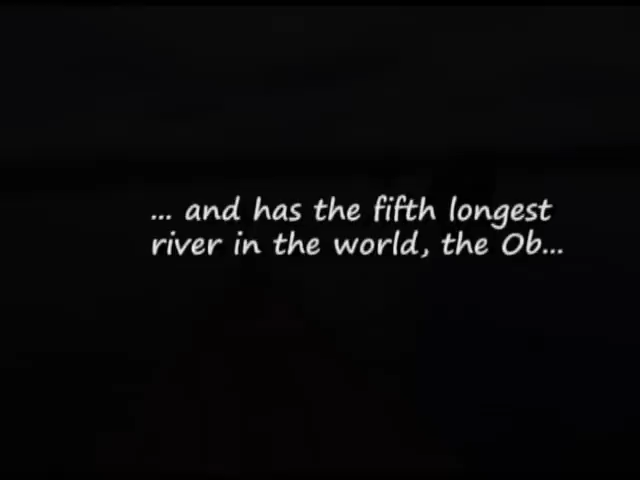 ... and has the fifth longest
river in the world, the Ob...